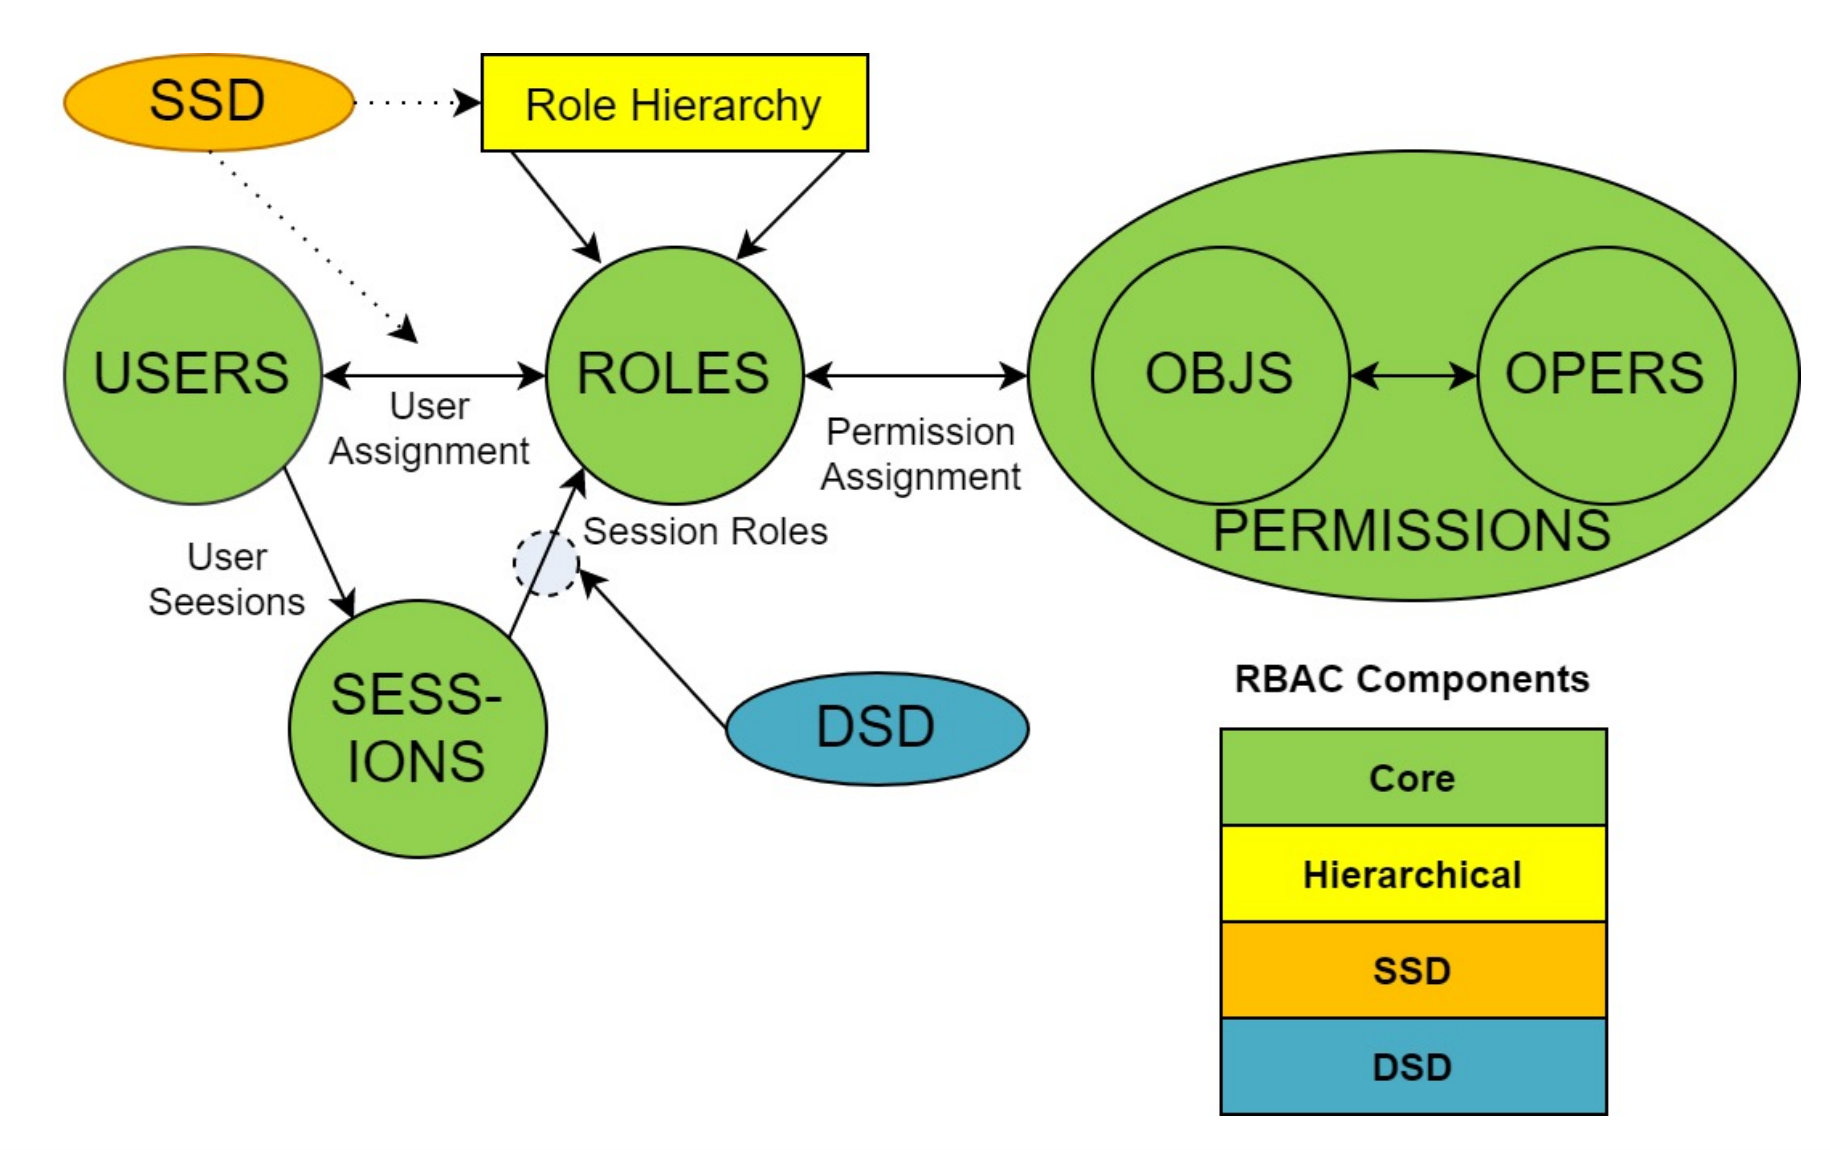 SSD
Role Hierarchy
USERS
ROLES
OBJS
OPERS
User
Assignment
Permission
Assignment
PERMISSIONS
Session Roles
User
Seesions
SESS-
IONS
DSD
RBAC Components
Core
Hierarchical
SSD
DSD